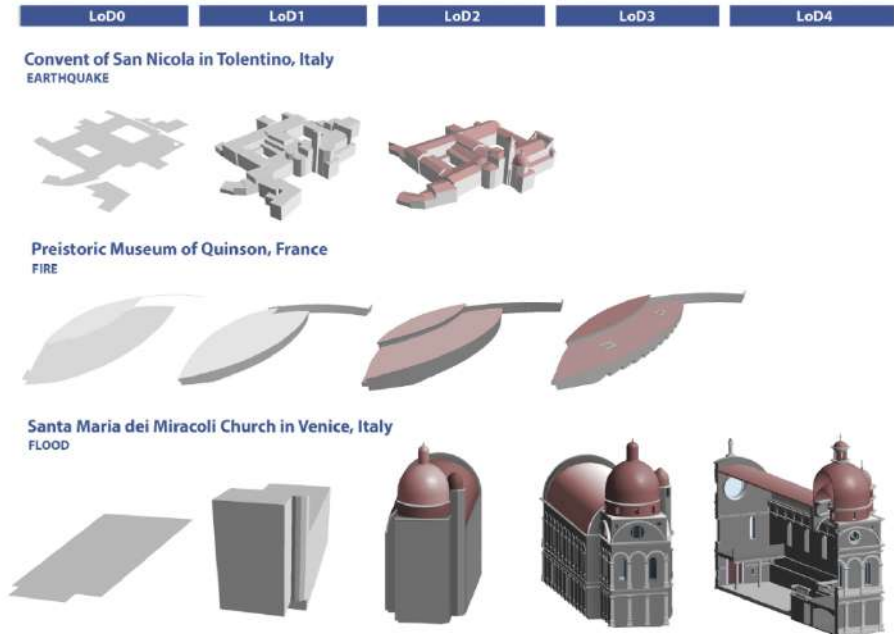 LoD0 LoD1 LoD2 LoD3 LoD4
Convent of San Nicola in Tolentino, Italy
EARTHQUAKE
Preistoric Museum of Quinson, France
FIRE
Santa Maria dei Miracoli Church in Venice, Italy
FLOOD